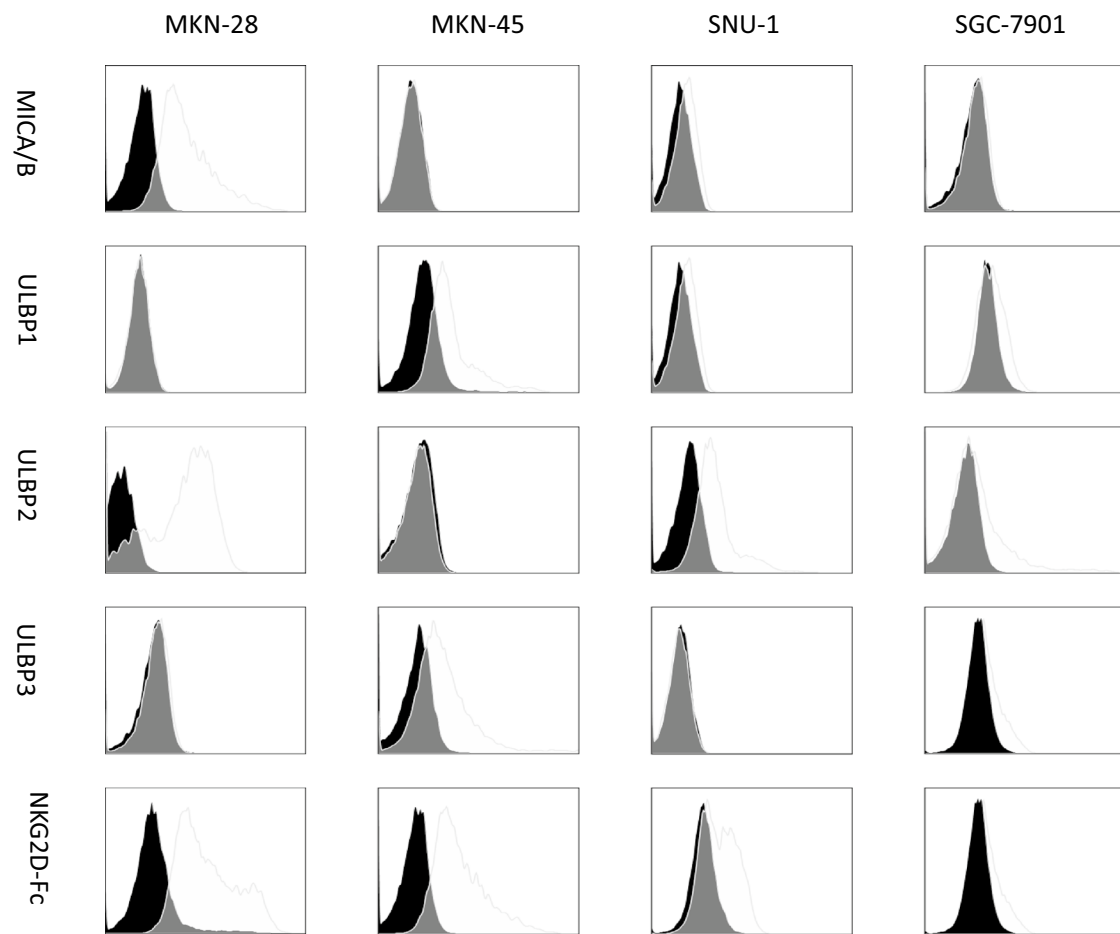 MKN-28 MKN-45 SNU-1 SGC-7901
MICA/B
ULBP1
ULBP2
ULBP3
NKG2D-Fc